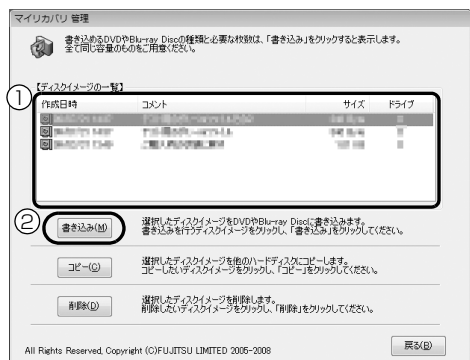 マイリカバリ 管理
書き込めるDVDやBlu-ray Discの種類と必要な枚数は、「書き込み」をクリックすると表示します。
全て同じ容量のものをご用意ください。
【ディスクイメージの一覧】
①
作成日時 コメント サイズ ドライブ
②
書き込み(M)
選択したディスクイメージをDVDやBlu-ray Discに書き込みます。
書き込みを行うディスクイメージをクリックし、「書き込み」をクリックしてください。
コピー(C)
選択したディスクイメージを他のハードディスクにコピーします。
コピーしたいディスクイメージをクリックし、「コピー」をクリックしてください。
削除(D)
選択したディスクイメージを削除します。
削除したいディスクイメージをクリックし、「削除」をクリックしてください。
All Rights Reserved, Copyright (C)FUJITSU LIMITED 2005-2008
戻る(B)